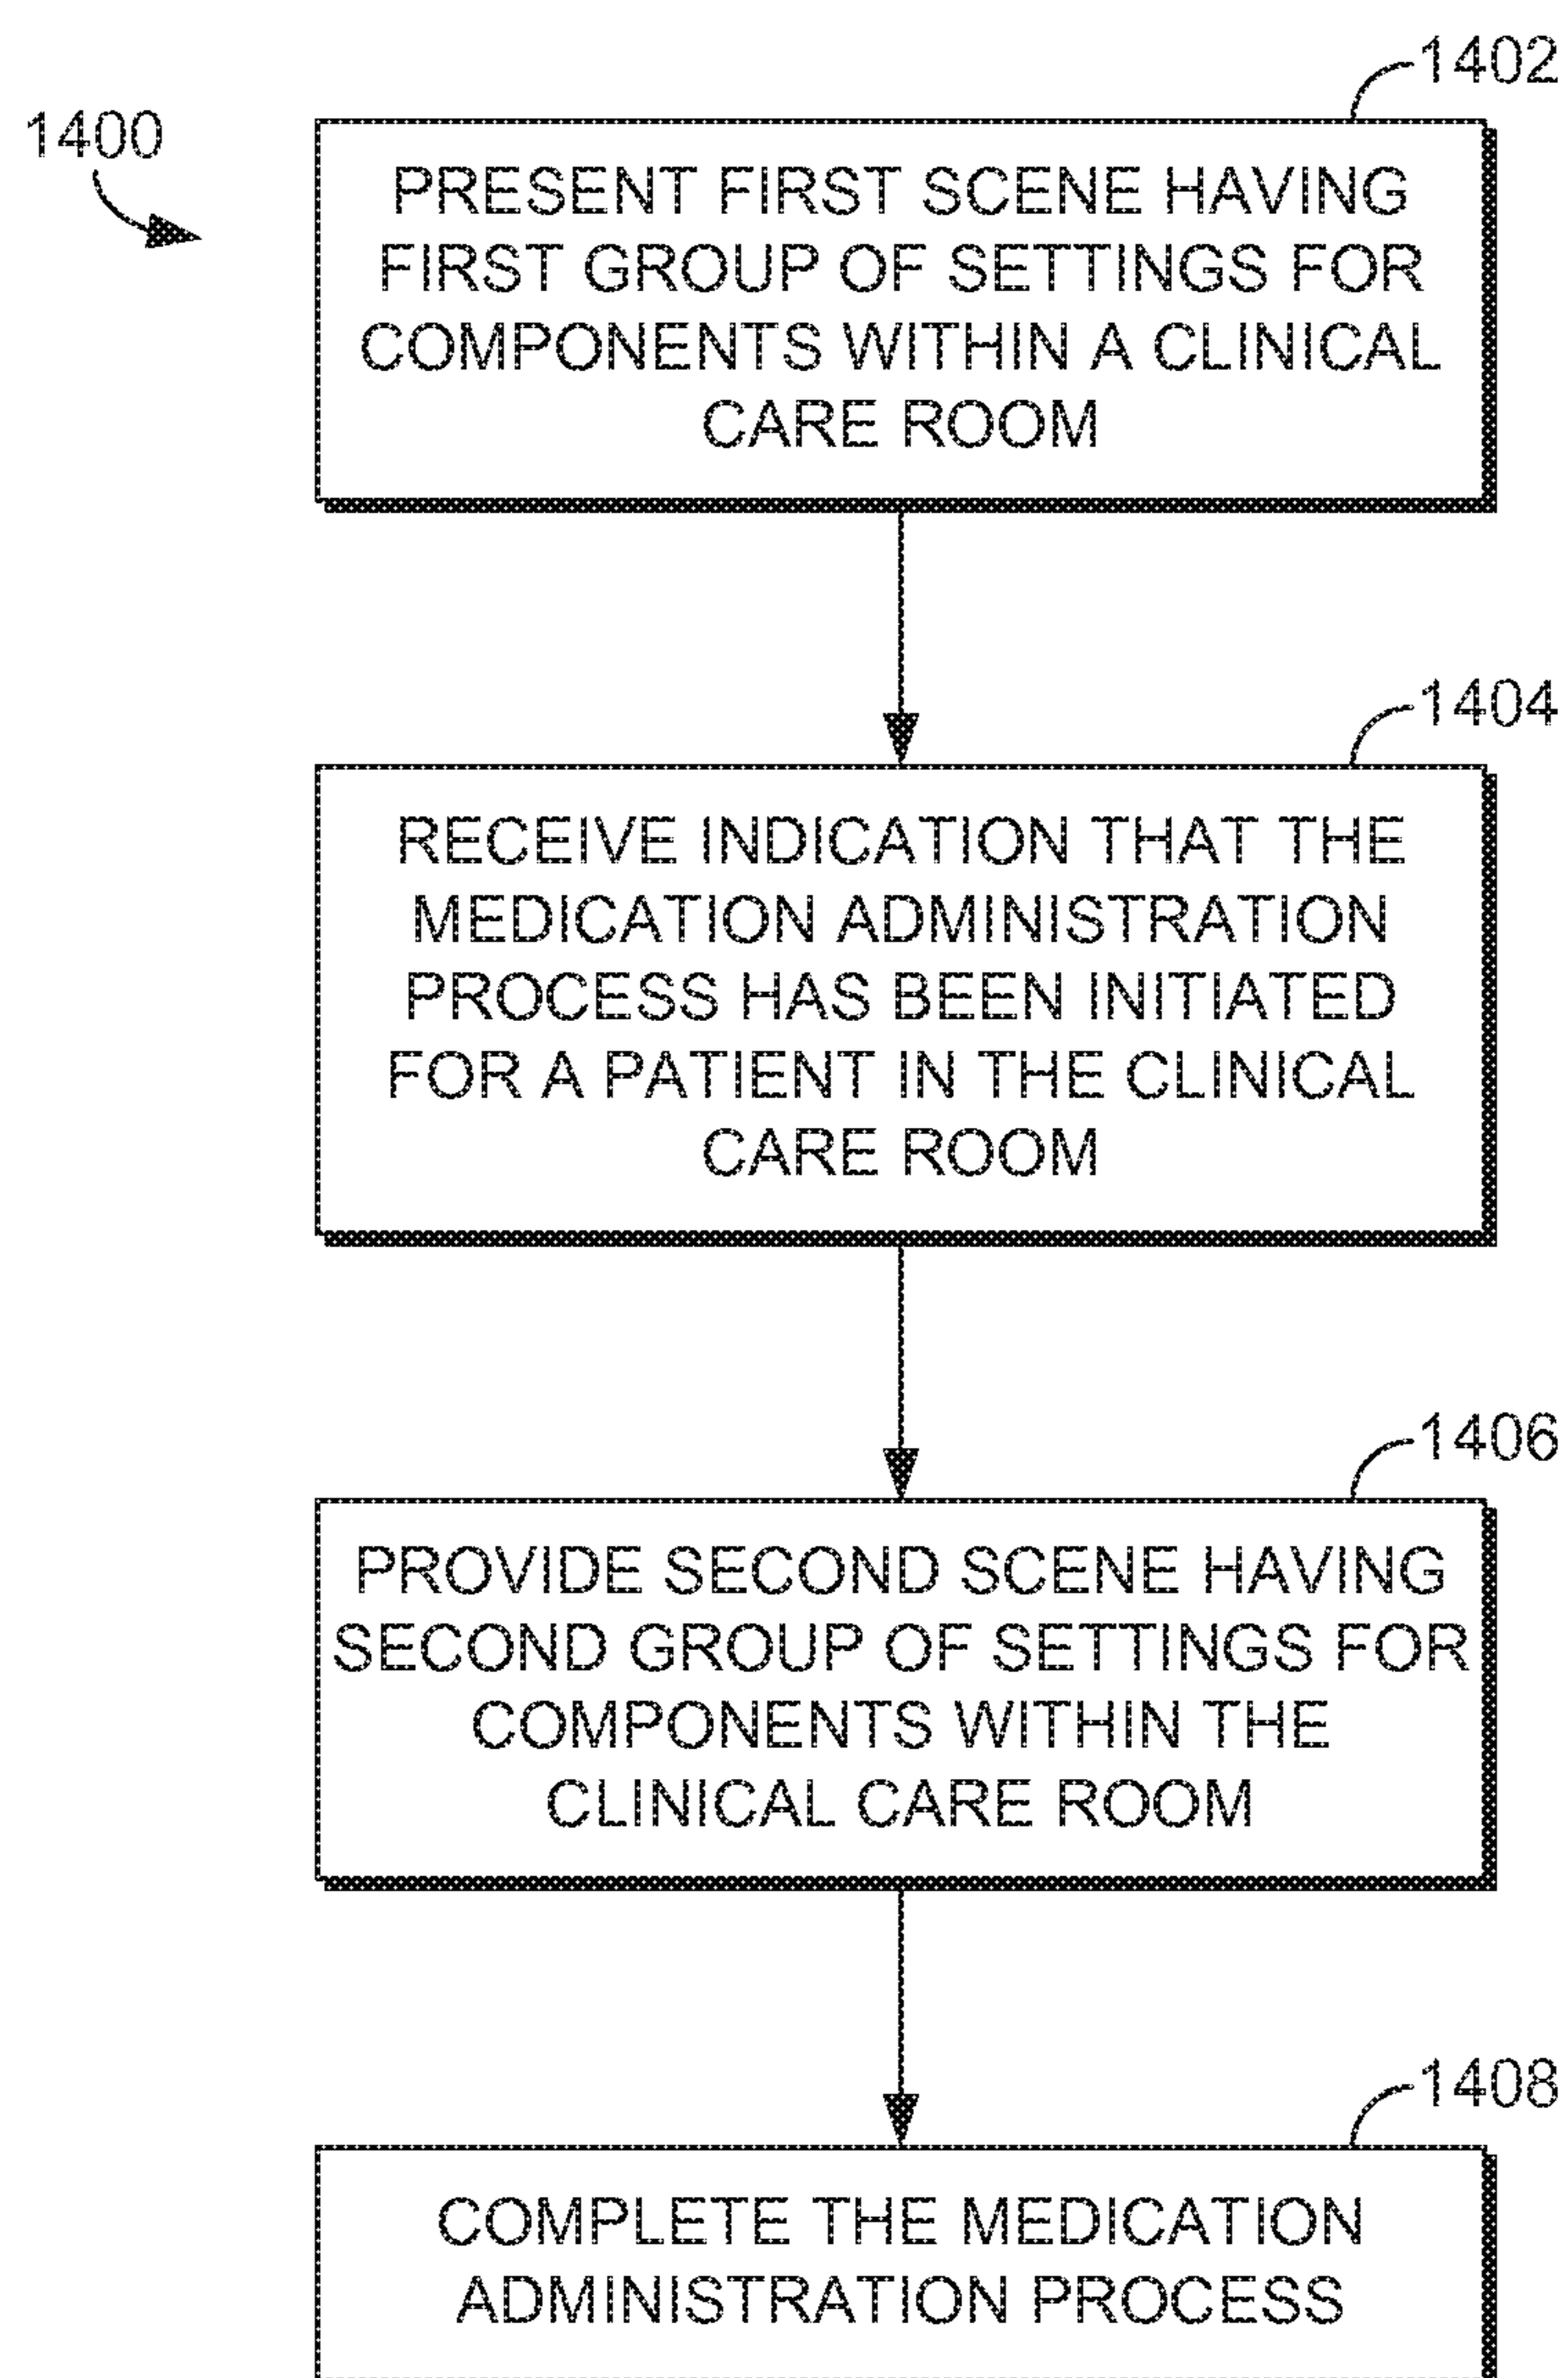 1400
1402
PRESENT FIRST SCENE HAVING
FIRST GROUP OF SETTINGS FOR
COMPONENTS WITHIN A CLINICAL
CARE ROOM
1404
RECEIVE INDICATION THAT THE
MEDICATION ADMINISTRATION
PROCESS HAS BEEN INITIATED
FOR A PATIENT IN THE CLINICAL
CARE ROOM
1406
PROVIDE SECOND SCENE HAVING
SECOND GROUP OF SETTINGS FOR
COMPONENTS WITHIN THE
CLINICAL CARE ROOM
1408
COMPLETE THE MEDICATION
ADMINISTRATION PROCESS